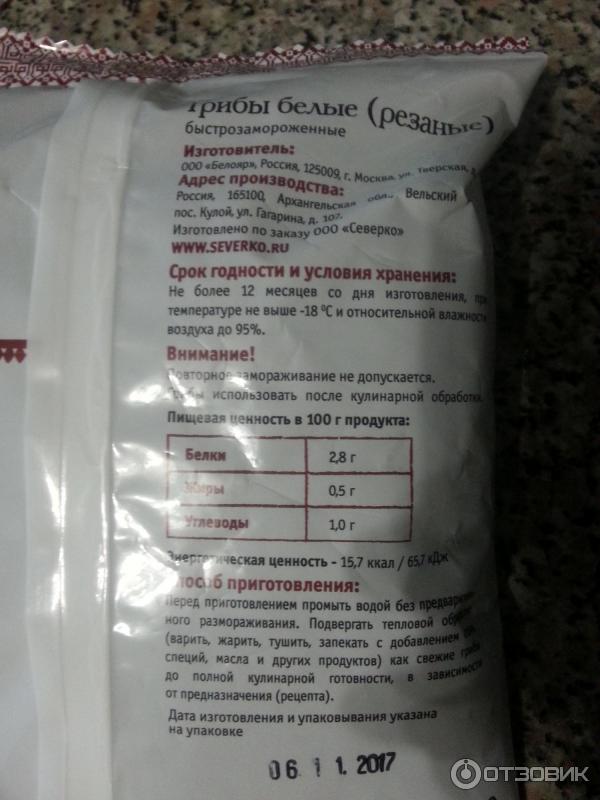 Грибы белые (резаные)
быстрозамороженные
Изготовитель:
ООО «Белояр», Россия, 125009, г. Москва, ул. Тверская,
Адрес производства:
Россия, 165100, Архангельская обл., Вельский
пос. Кулой, ул. Гагарина, д. 107.
Изготовлено по заказу ООО «Северко»
WWW.SEVERKO.RU
Срок годности и условия хранения:
Не более 12 месяцев со дня изготовления, при
температуре не выше -18 °С и относительной влажности
воздуха до 95%.
Внимание!
Повторное замораживание не допускается.
Грибы использовать после кулинарной обработки.
Пищевая ценность в 100 г продукта:
Белки 2,8 г
Жиры 0,5 г
Углеводы 1,0 г
Энергетическая ценность - 15,7 ккал / 65,7 кДж
Способ приготовления:
Перед приготовлением промыть водой без предваритель-
ного размораживания. Подвергать тепловой обработке
(варить, жарить, тушить, запекать с добавлением
специй, масла и других продуктов) как свежие грибы
до полной кулинарной готовности, в зависимости
от предназначения (рецепта).
Дата изготовления и упаковывания указана
на упаковке
06 11. 2017
ОТЗОВИК